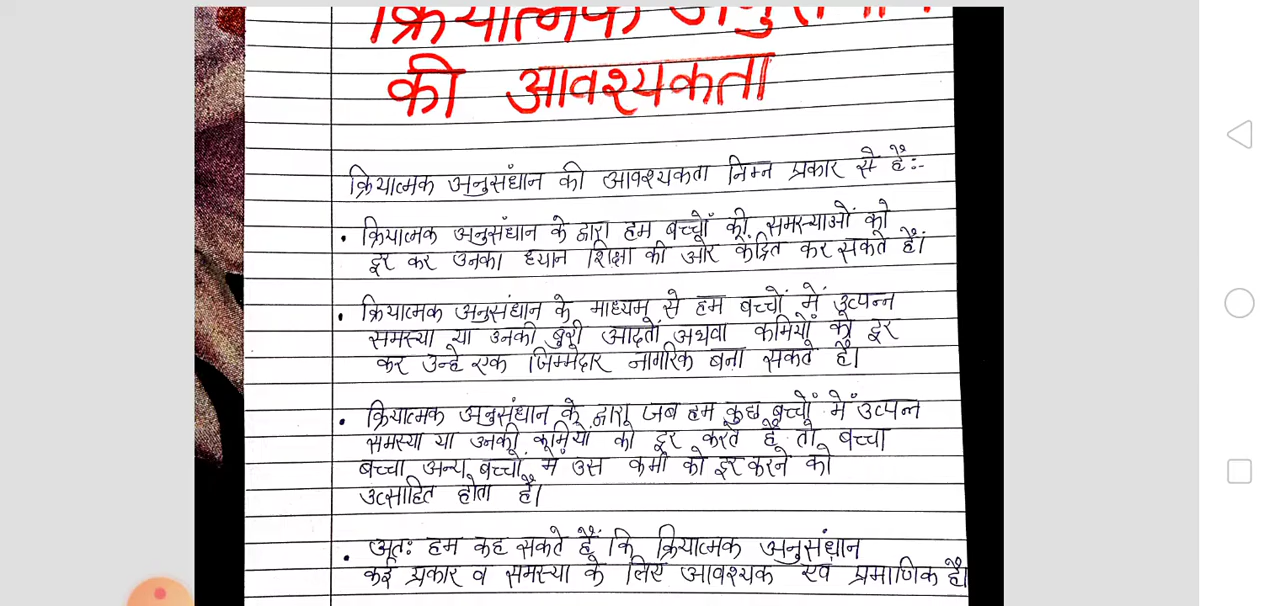 क्रियात्मक अनुसंधान
की आवश्यकता
क्रियात्मक अनुसंधान की आवश्यकता निम्न प्रकार से हैं:-
• क्रियात्मक अनुसंधान के द्वारा हम बच्चों की समस्याओं को
दूर कर उनका ध्यान शिक्षा की ओर केंद्रित कर सकते हैं।
• क्रियात्मक अनुसंधान के माध्यम से हम बच्चों में उत्पन्न
समस्या या उनकी बुरी आदतों अथवा कमियों को दूर
कर उन्हे एक जिम्मेदार नागरिक बना सकते हैं।
• क्रियात्मक अनुसंधान के द्वारा जब हम कुछ बच्चों में उत्पन्न
समस्या या उनकी कमियों को दूर करते हैं तो बच्चा
बच्चा अन्य बच्चों में उस कमी को दूर करने को
उत्साहित होता है।
• अतः हम कह सकते हैं कि क्रियात्मक अनुसंधान
कई प्रकार व समस्या के लिए आवश्यक एवं प्रमाणिक है।